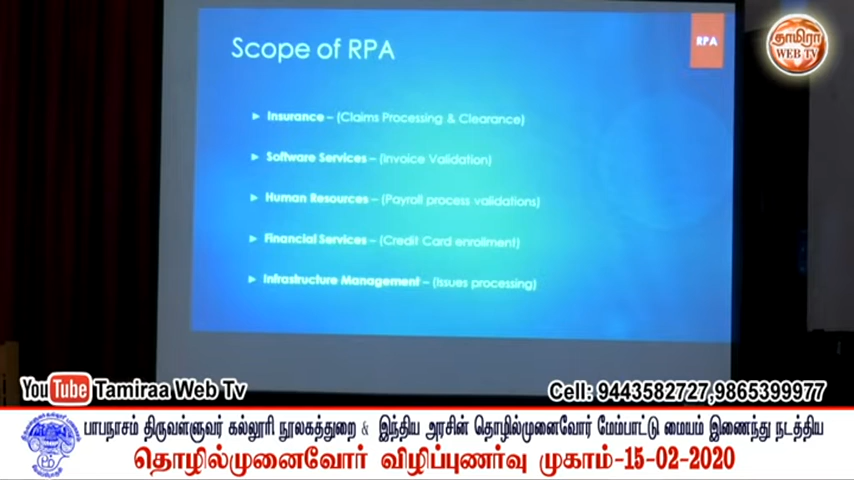 Scope of RPA
RPA
தாமிரா
WEB TV
► Insurance – (Claims Processing & Clearance)
► Software Services – (Invoice Validation)
► Human Resources – (Payroll process validations)
► Financial Services – (Credit Card enrollment)
► Infrastructure Management – (Issues processing)
YouTube Tamiraa Web Tv
Cell: 9443582727,9865399977
பாபநாசம் திருவள்ளுவர் கல்லூரி நூலகத்துறை & இந்திய அரசின் தொழில்முனைவோர் மேம்பாட்டு மையம் இணைந்து நடத்திய
தொழில்முனைவோர் விழிப்புணர்வு முகாம்-15-02-2020